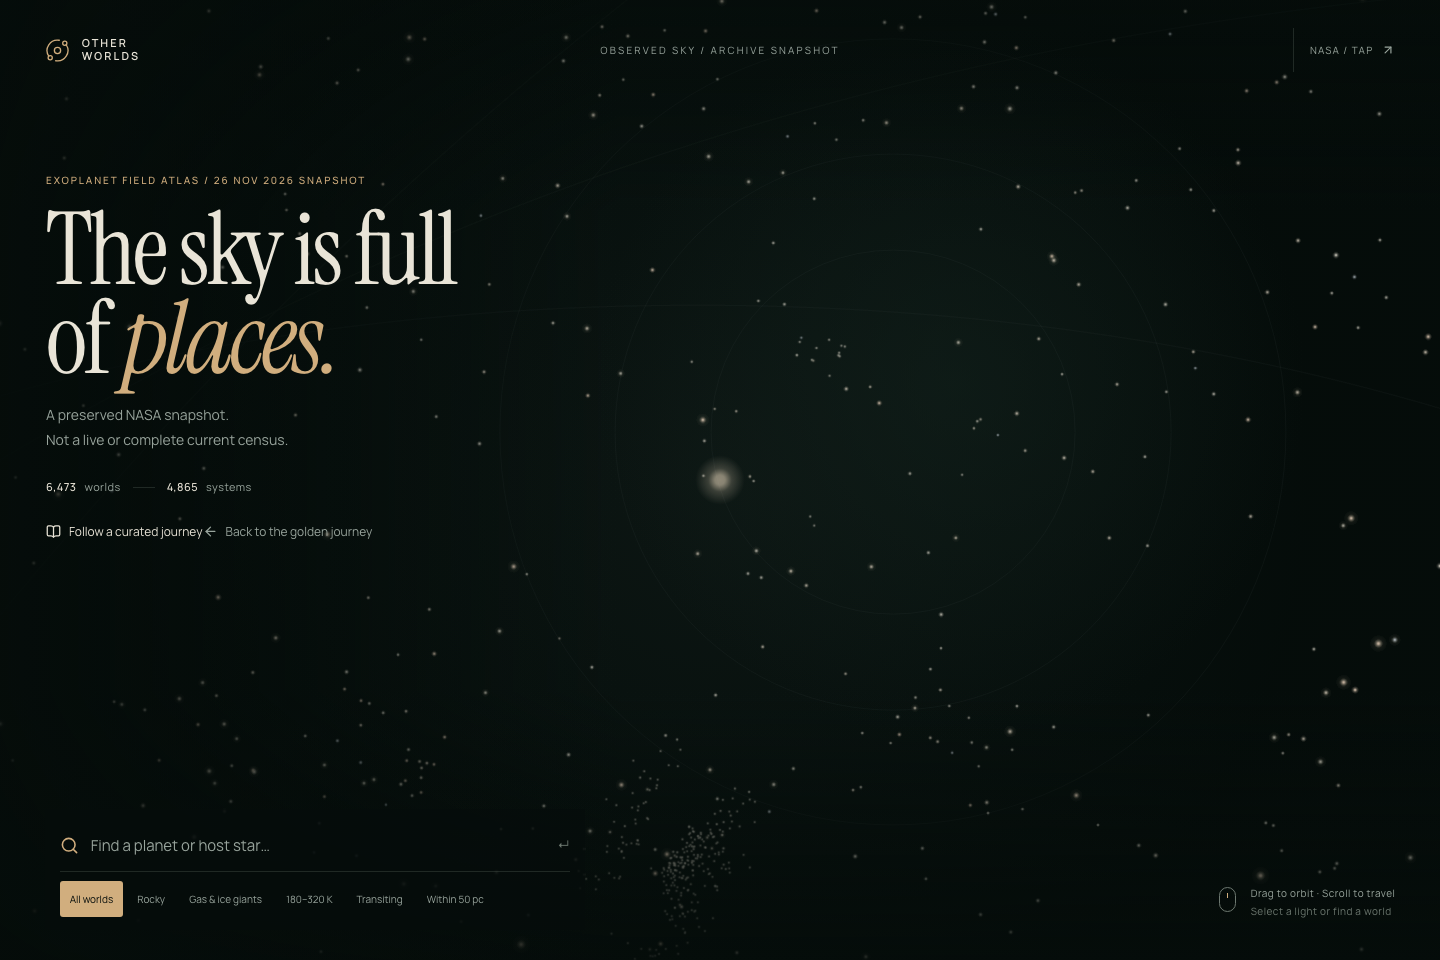 OTHER
WORLDS
OBSERVED SKY / ARCHIVE SNAPSHOT
NASA / TAP
EXOPLANET FIELD ATLAS / 26 NOV 2026 SNAPSHOT
The sky is full
of places.
A preserved NASA snapshot.
Not a live or complete current census.
6,473 worlds 4,865 systems
Follow a curated journey Back to the golden journey
Find a planet or host star...
All worlds Rocky Gas & ice giants 180–320 K Transiting Within 50 pc
Drag to orbit · Scroll to travel
Select a light or find a world